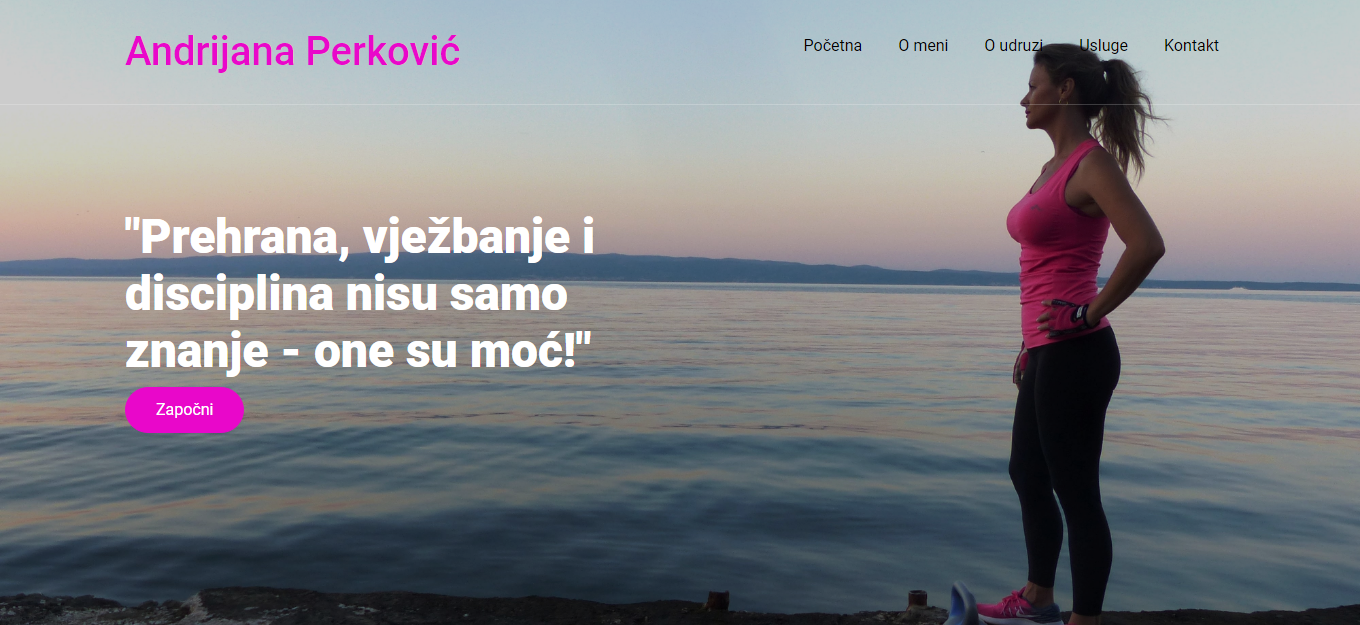 Andrijana Perković
Početna O meni O udruzi Usluge Kontakt
"Prehrana, vježbanje i
disciplina nisu samo
znanje - one su moć!"
Započni